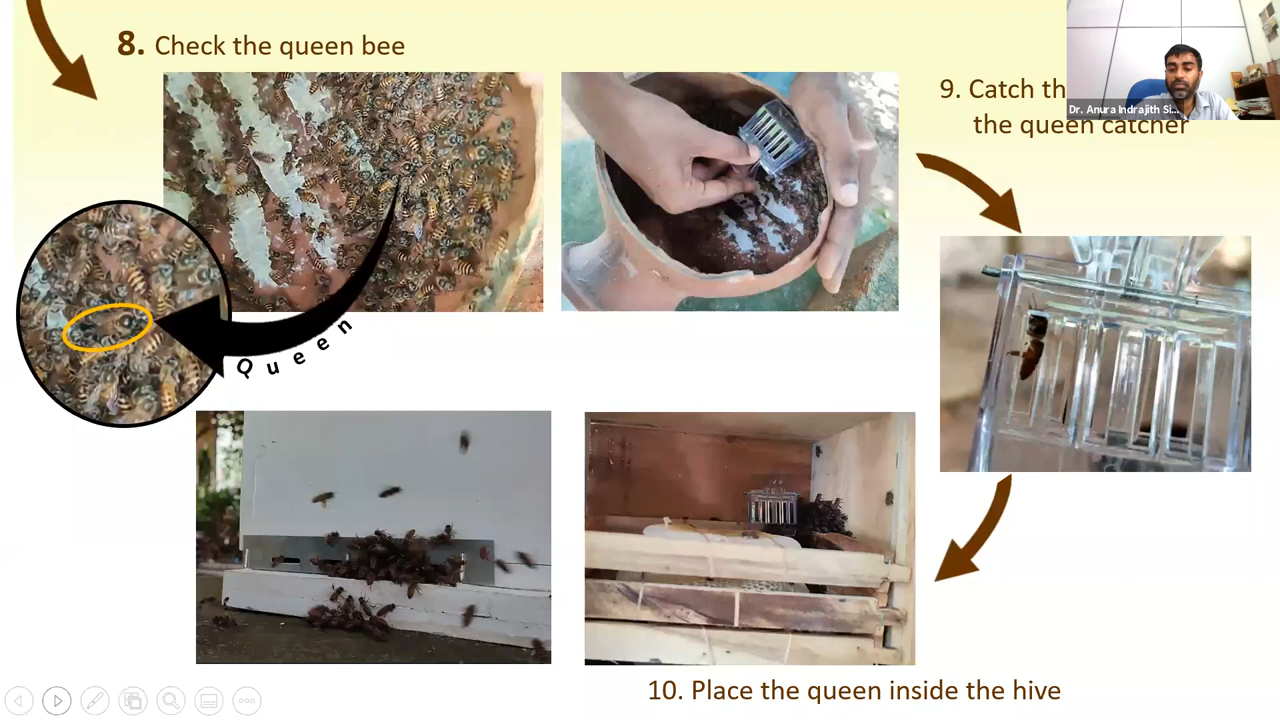 8. Check the queen bee
9. Catch th
the queen catcher
Dr. Anura Indrajith Si...
Queen
10. Place the queen inside the hive